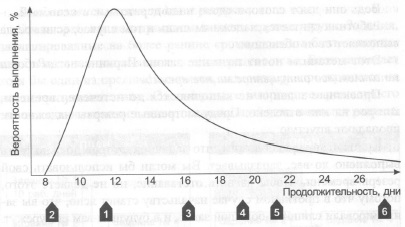 Вероятность выполнения, %
8 10 12 14 16 18 20 22 24 26
Продолжительность, дни
2 1 3 4 5 6